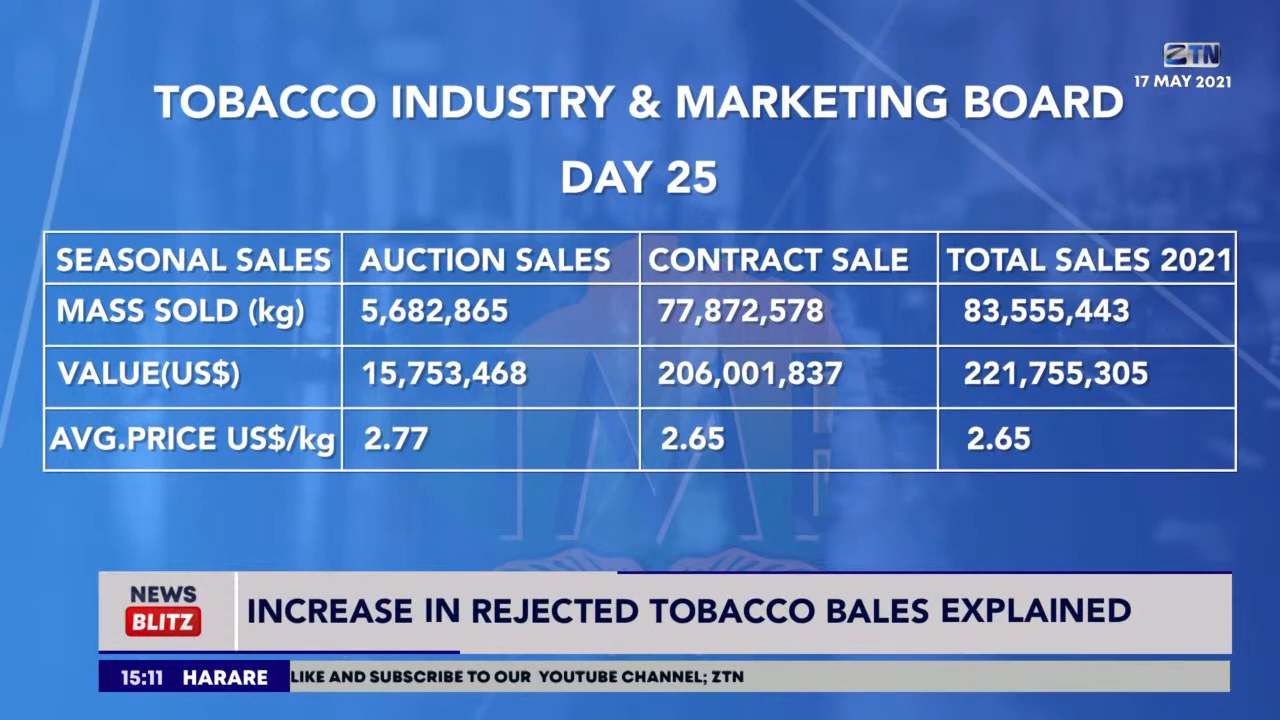 ZTN
17 MAY 2021
TOBACCO INDUSTRY & MARKETING BOARD
DAY 25
SEASONAL SALES AUCTION SALES CONTRACT SALE TOTAL SALES 2021
MASS SOLD (kg) 5,682,865 77,872,578 83,555,443
VALUE(US$) 15,753,468 206,001,837 221,755,305
AVG.PRICE US$/kg 2.77 2.65 2.65
NEWS
BLITZ
INCREASE IN REJECTED TOBACCO BALES EXPLAINED
15:11 HARARE LIKE AND SUBSCRIBE TO OUR YOUTUBE CHANNEL; ZTN